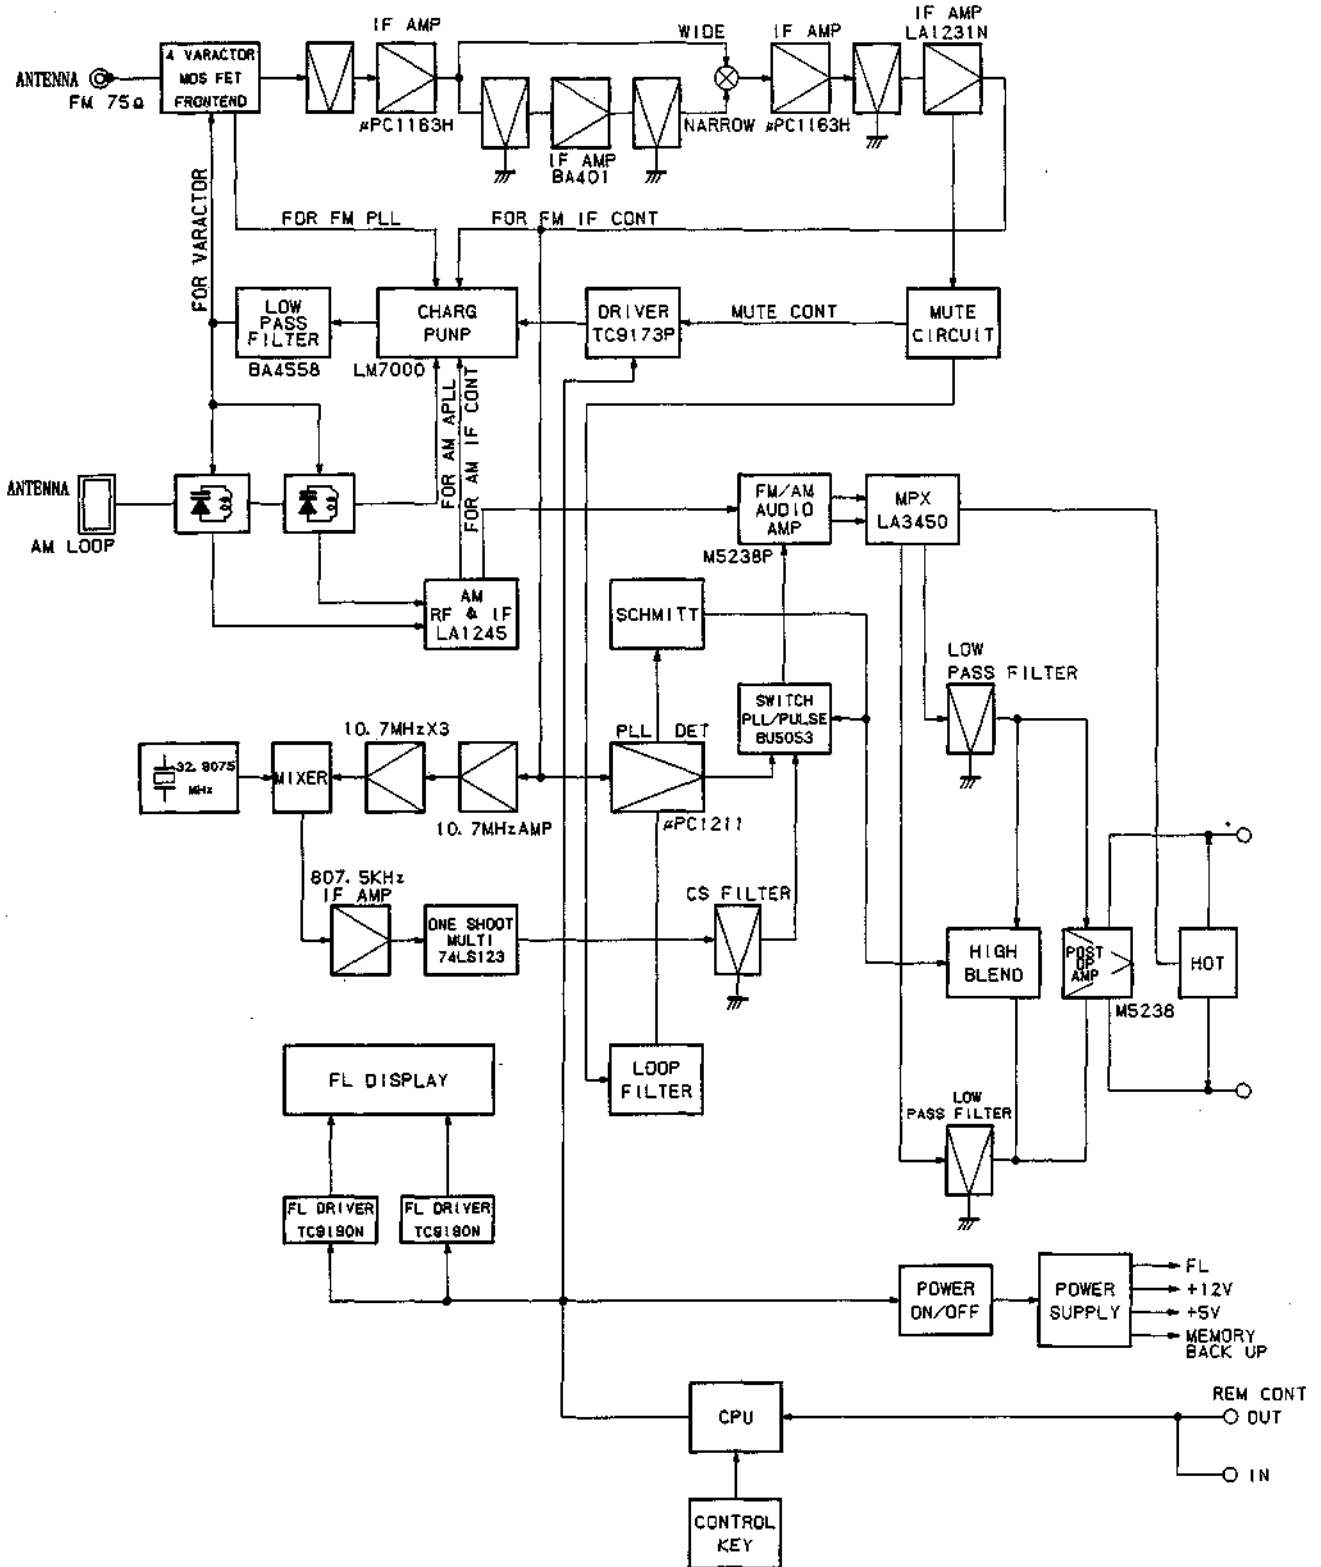 IF AMP
IF AMP
LA1231N
WIDE
IF AMP
4 VARACTOR
MOS FET
FRONTEND
ANTENNA
FM 75Ω
μPC1163H
NARROW
μPC1163H
IF AMP
BA401
FOR VARACTOR
FOR FM PLL
FOR FM IF CONT
LOW
PASS
FILTER
BA4558
CHARG
PUNP
LM7000
DRIVER
TC9173P
MUTE CONT
MUTE
CIRCUIT
FOR AM APLL
FOR AM IF CONT
ANTENNA
AM LOOP
FM/AM
AUDIO
AMP
M5238P
MPX
LA3450
AM
RF & IF
LA1245
SCHMITT
LOW
PASS FILTER
SWITCH
PLL/PULSE
BU5053
10.7MHzX3
PLL DET
32.8075
MHz
MIXER
10.7MHzAMP
μPC1211
807.5KHz
IF AMP
ONE SHOOT
MULTI
74LS123
CS FILTER
HIGH
BLEND
POST
OP
AMP
M5238
HOT
FL DISPLAY
LOOP
FILTER
LOW
PASS FILTER
FL DRIVER
TC9190N
FL DRIVER
TC9190N
POWER
ON/OFF
POWER
SUPPLY
FL
+12V
+5V
MEMORY
BACK UP
CPU
REM CONT
OUT
IN
CONTROL
KEY